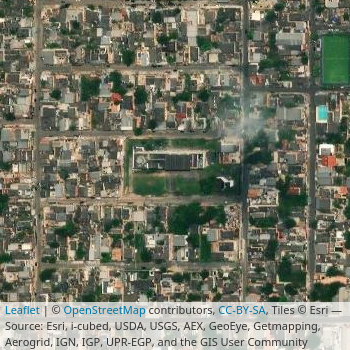 Leaflet | © OpenStreetMap contributors, CC-BY-SA, Tiles © Esri —
Source: Esri, i-cubed, USDA, USGS, AEX, GeoEye, Getmapping,
Aerogrid, IGN, IGP, UPR-EGP, and the GIS User Community